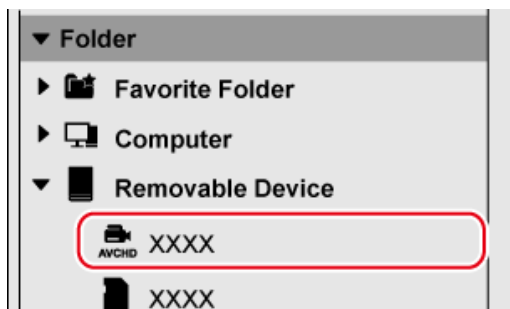 Folder
Favorite Folder
Computer
Removable Device
AVCHD XXXX
XXXX